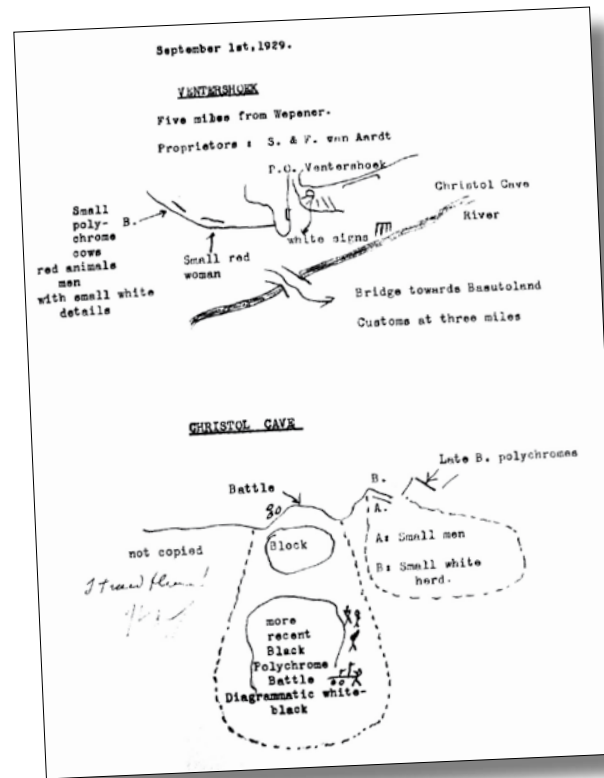 September 1st,1929.
VENTERSHOEK
Five miles from Wepener.
Proprietors : S. & F. van Aardt
P.O. Ventershoek
Christol Cave
River
Small
poly-
chrome
cows
red animals
men
with small white
details
B.
Small red
woman
white signs
Bridge towards Basutoland
Customs at three miles
CHRISTOL CAVE
Battle
B.
A.
Late B. polychromes
not copied
Block
A: Small men
B: Small white
herd.
more
recent
Black
Polychrome
Battle
Diagrammatic white-
black